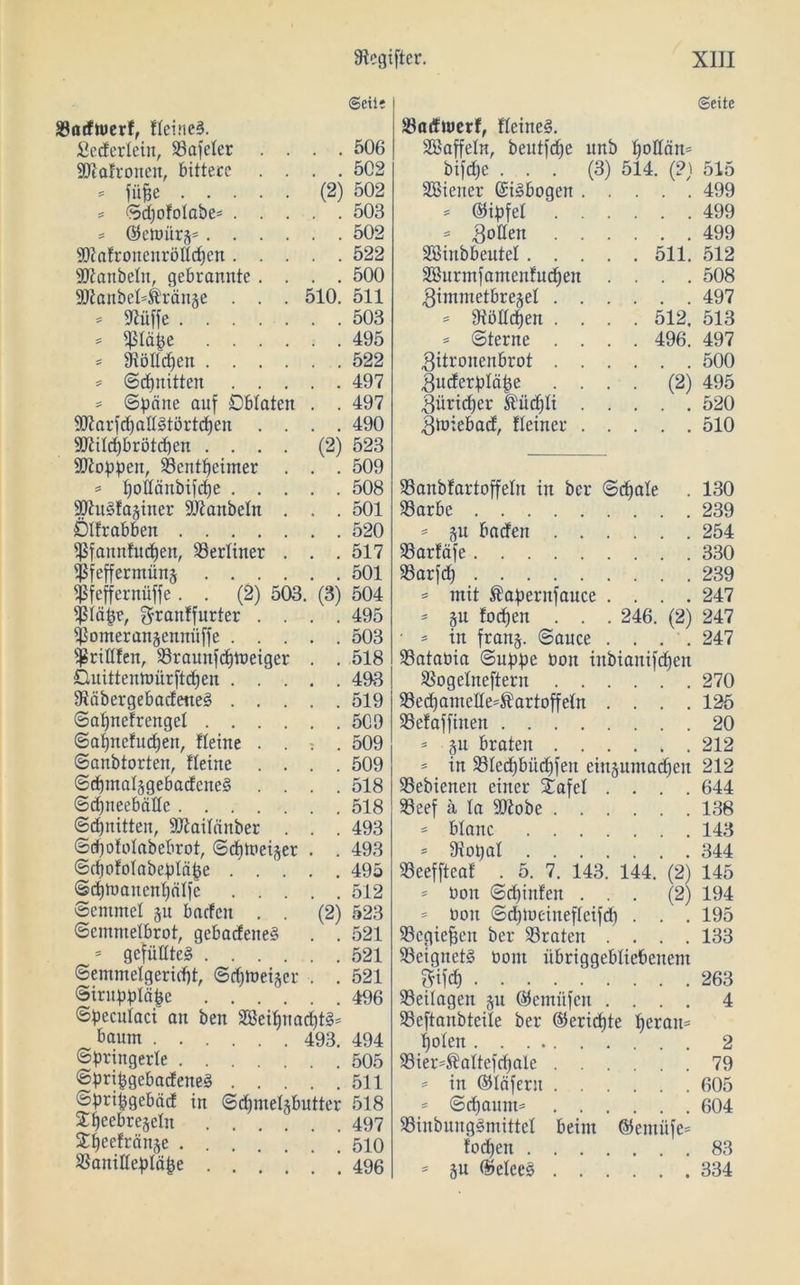 Register. XIII
Seite
Backwerk, kleines.
Leckerlein, Baseler . . . . 506
Makronen, bittere . . . . 502
= süße . . . . . (2) 502
= Schokolade= . . . . . . 503
= Gewürz= . . . . . . . 502
Makronenröllchen . . . . . 522
Mandeln, gebrannte . . . . 500
Mandel=Kränze . . . 510. 511
= Nüsse . . . . . . . . 503
= Plätze . . . . . . . 495
= Röllchen . . . . . . . 522
= Schnitten . . . . . . 497
= Späne auf Oblaten . . 497
Marschallstörtchen . . . . 490
Milchbrötchen . . . . (2) 523
Moppen, Bentheimer . . . 509
= holländische . . . . . 508
Muskaziner Mandeln . . . 501
Ölkrabben . . . . . . . . 520
Pfannkuchen, Berliner . . . 517
Pfeffermünz . . . . . . . 501
Pfeffernüsse . . (2) 503. (3) 504
Plätze, Frankfurter . . . . 495
Pomeranzennüsse . . . . . 503
Prillken, Braunschweiger . . 518
Quittenwürstchen . . . . . 493
Rädergebackenes . . . . . 519
Sahnekrengel . . . . . . 509
Sahnekuchen, kleine . . . . 509
Sandtorten, kleine . . . . 509
Schmalzgebackenes . . . . 518
Schneebälle . . . . . . . 518
Schnitten, Mailänder . . . 493
Schokoladebrot, Schweizer . . 493
Schokoladeplätze . . . . . 495
Schwanenhälse . . . . . 512
Semmel zu backen . . (2) 523
Semmelbrot, gebackenes . . 521
= gefülltes . . . . . . . 521
Semmelgericht, Schweizer . . 521
Sirupplätze . . . . . . 496
Speculaci an den Weihnachts=
baum . . . . . . 493. 494
Springerle . . . . . . . 505
Spritzgebackenes . . . . . 511
Spritzgebäck in Schmelzbutter 518
Theebrezeln . . . . . . 497
Theekränze . . . . . . . 510
Vanilleplätze . . . . . . 496
Seite
Backwerk, kleines.
Waffeln, deutsche und hollän=
dische . . . (3) 514. (2) 515
Wiener Eisbogen . . . . . 499
= Gipfel . . . . . . 499
= Zollen . . . . . . . 499
Windbeutel . . . . . 511. 512
Wurmsamenkuchen . . . . 508
Zimmetbrezel . . . . . . 497
= Röllchen . . . . 512, 513
= Sterne . . . . 496. 497
Zitronenbrot . . . . . . 500
Zuckerplätze . . . . (2) 495
Züricher Küchli . . . . . 520
Zwieback, kleiner . . . . . 510
Bandkartoffeln in der Schale . 130
Barbe . . . . . . . . . 239
= zu backen . . . . . . 254
Barkäse . . . . . . . . . 330
Barsch . . . . . . . . . 239
= mit Kapernsauce . . . . 247
= zu kochen . . . 246. (2) 247
= in franz. Sauce . . . . 247
Batavia Suppe von indianischen
Vogelnestern . . . . . . 270
Bechamelle=Kartoffeln . . . . 125
Bekassinen . . . . . . . . 20
= zu braten . . . . . . 212
= in Blechbüchsen einzumachen 212
Bedienen einer Tafel . . . . 644
Beef à la Mode . . . . . . 138
= blanc . . . . . . . 143
= Royal . . . . . . . . 344
Beefsteak . 5. 7. 143. 144. (2) 145
= von Schinken . . . (2) 194
= von Schweinefleisch . . . 195
Begießen der Braten . . . . 133
Beignets vom übriggebliebenem
Fisch . . . . . . . . . 263
Beilagen zu Gemüsen . . . . 4
Bestandteile der Gerichte heran=
holen . . . . . . . . . 2
Bier=Kaltschale . . . . . . 79
= in Gläsern . . . . . . 605
= Schaum= . . . . . . 604
Bindungsmittel beim Gemüse=
kochen . . . . . . . 83
= zu Gelees . . . . . . 334